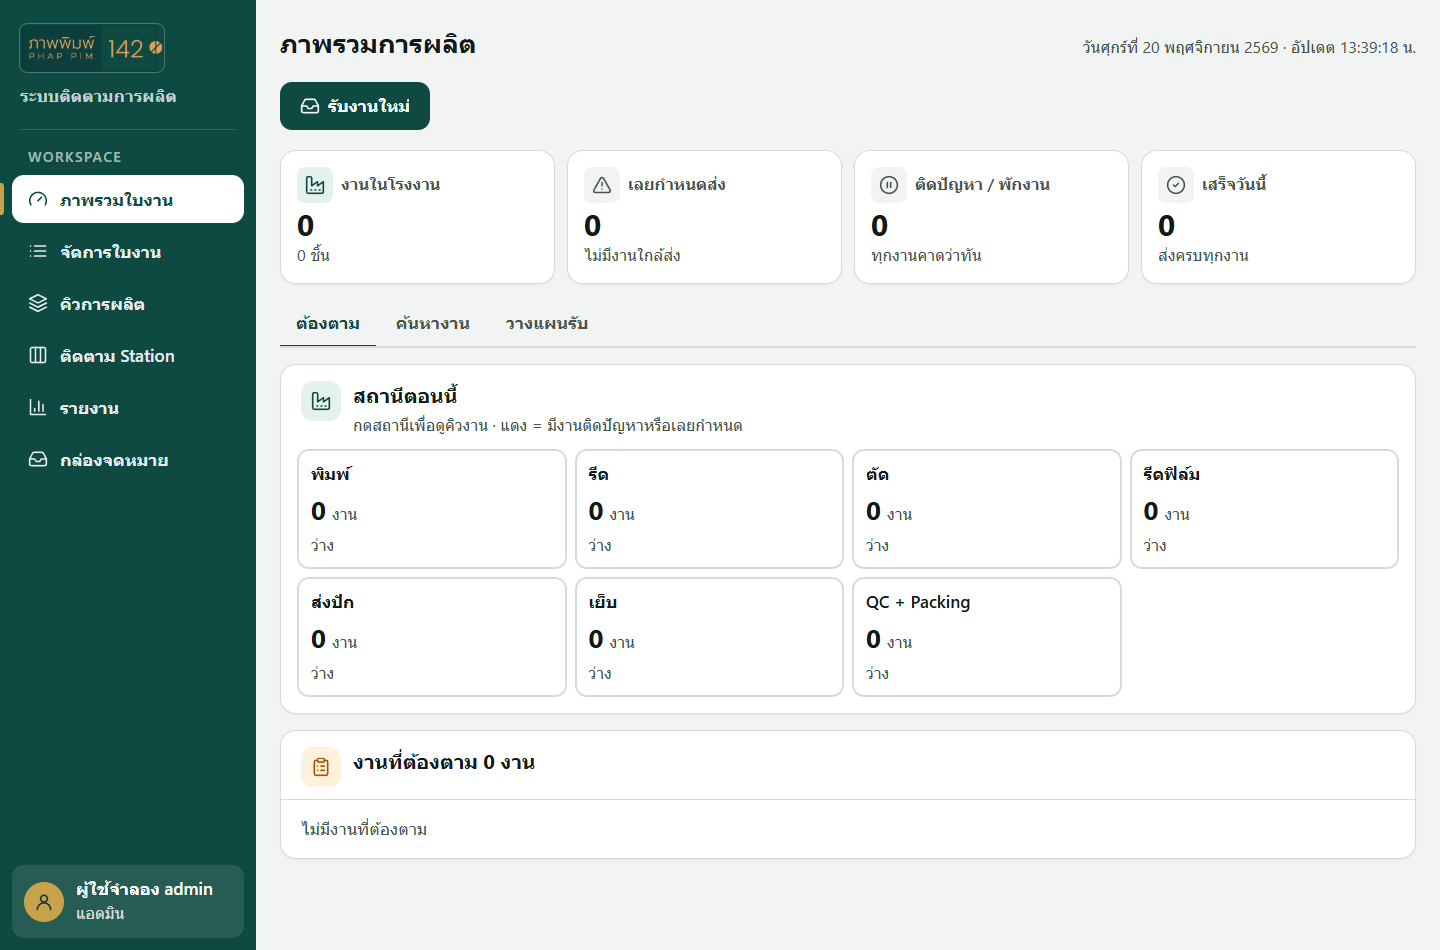 ภาพพิมพ์ 142
PHAP PIM
ระบบติดตามการผลิต
WORKSPACE
ภาพรวมใบงาน
จัดการใบงาน
คิวการผลิต
ติดตาม Station
รายงาน
กล่องจดหมาย
ผู้ใช้จำลอง admin
แอดมิน
ภาพรวมการผลิต
วันศุกร์ที่ 20 พฤศจิกายน 2569 · อัปเดต 13:39:18 น.
รับงานใหม่
งานในโรงงาน
0
0 ชิ้น
เลยกำหนดส่ง
0
ไม่มีงานใกล้ส่ง
ติดปัญหา / พักงาน
0
ทุกงานคาดว่าทัน
เสร็จวันนี้
0
ส่งครบทุกงาน
ต้องตาม ค้นหางาน วางแผนรับ
สถานีตอนนี้
กดสถานีเพื่อดูคิวงาน · แดง = มีงานติดปัญหาหรือเลยกำหนด
พิมพ์
0 งาน
ว่าง
รีด
0 งาน
ว่าง
ตัด
0 งาน
ว่าง
รีดฟิล์ม
0 งาน
ว่าง
ส่งปัก
0 งาน
ว่าง
เย็บ
0 งาน
ว่าง
QC + Packing
0 งาน
ว่าง
งานที่ต้องตาม 0 งาน
ไม่มีงานที่ต้องตาม